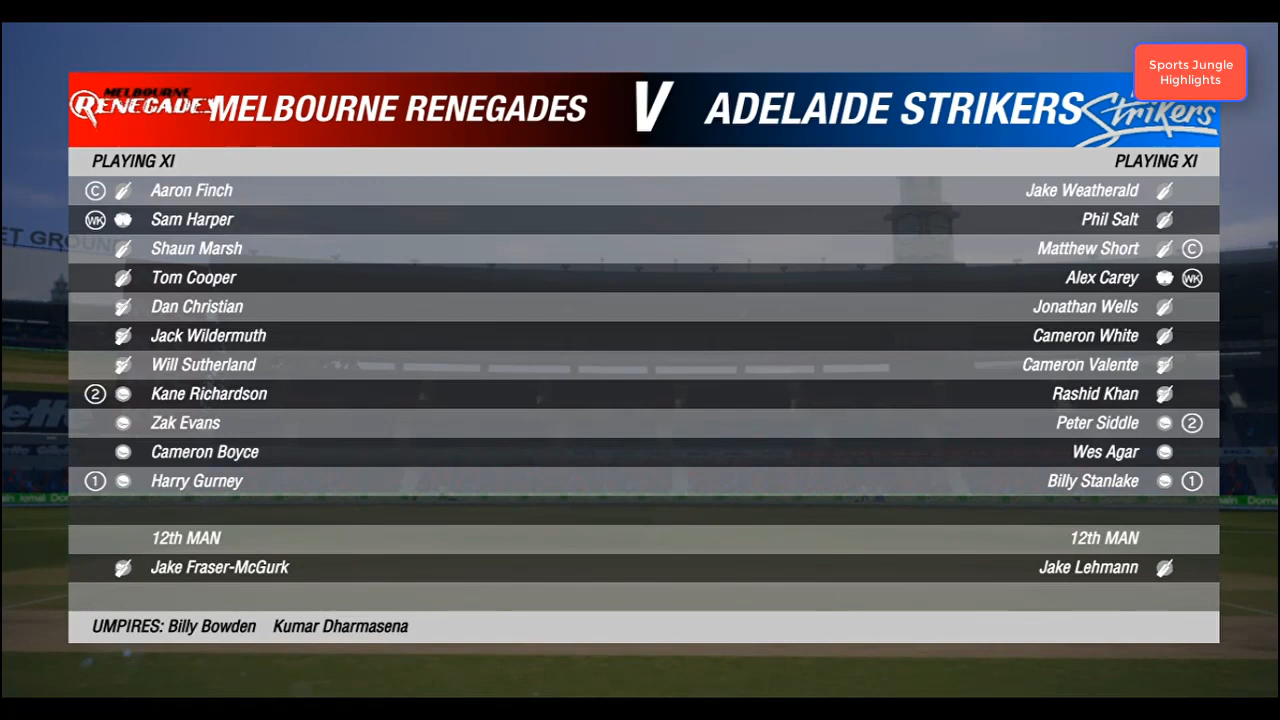 Sports Jungle
Highlights
MELBOURNE
RENEGADES
MELBOURNE RENEGADES V ADELAIDE STRIKERS
Strikers
PLAYING XI PLAYING XI
C Aaron Finch Jake Weatherald
WK Sam Harper Phil Salt
Shaun Marsh Matthew Short C
Tom Cooper Alex Carey WK
Dan Christian Jonathan Wells
Jack Wildermuth Cameron White
Will Sutherland Cameron Valente
2 Kane Richardson Rashid Khan
Zak Evans Peter Siddle 2
Cameron Boyce Wes Agar
1 Harry Gurney Billy Stanlake 1
12th MAN 12th MAN
Jake Fraser-McGurk Jake Lehmann
UMPIRES: Billy Bowden Kumar Dharmasena